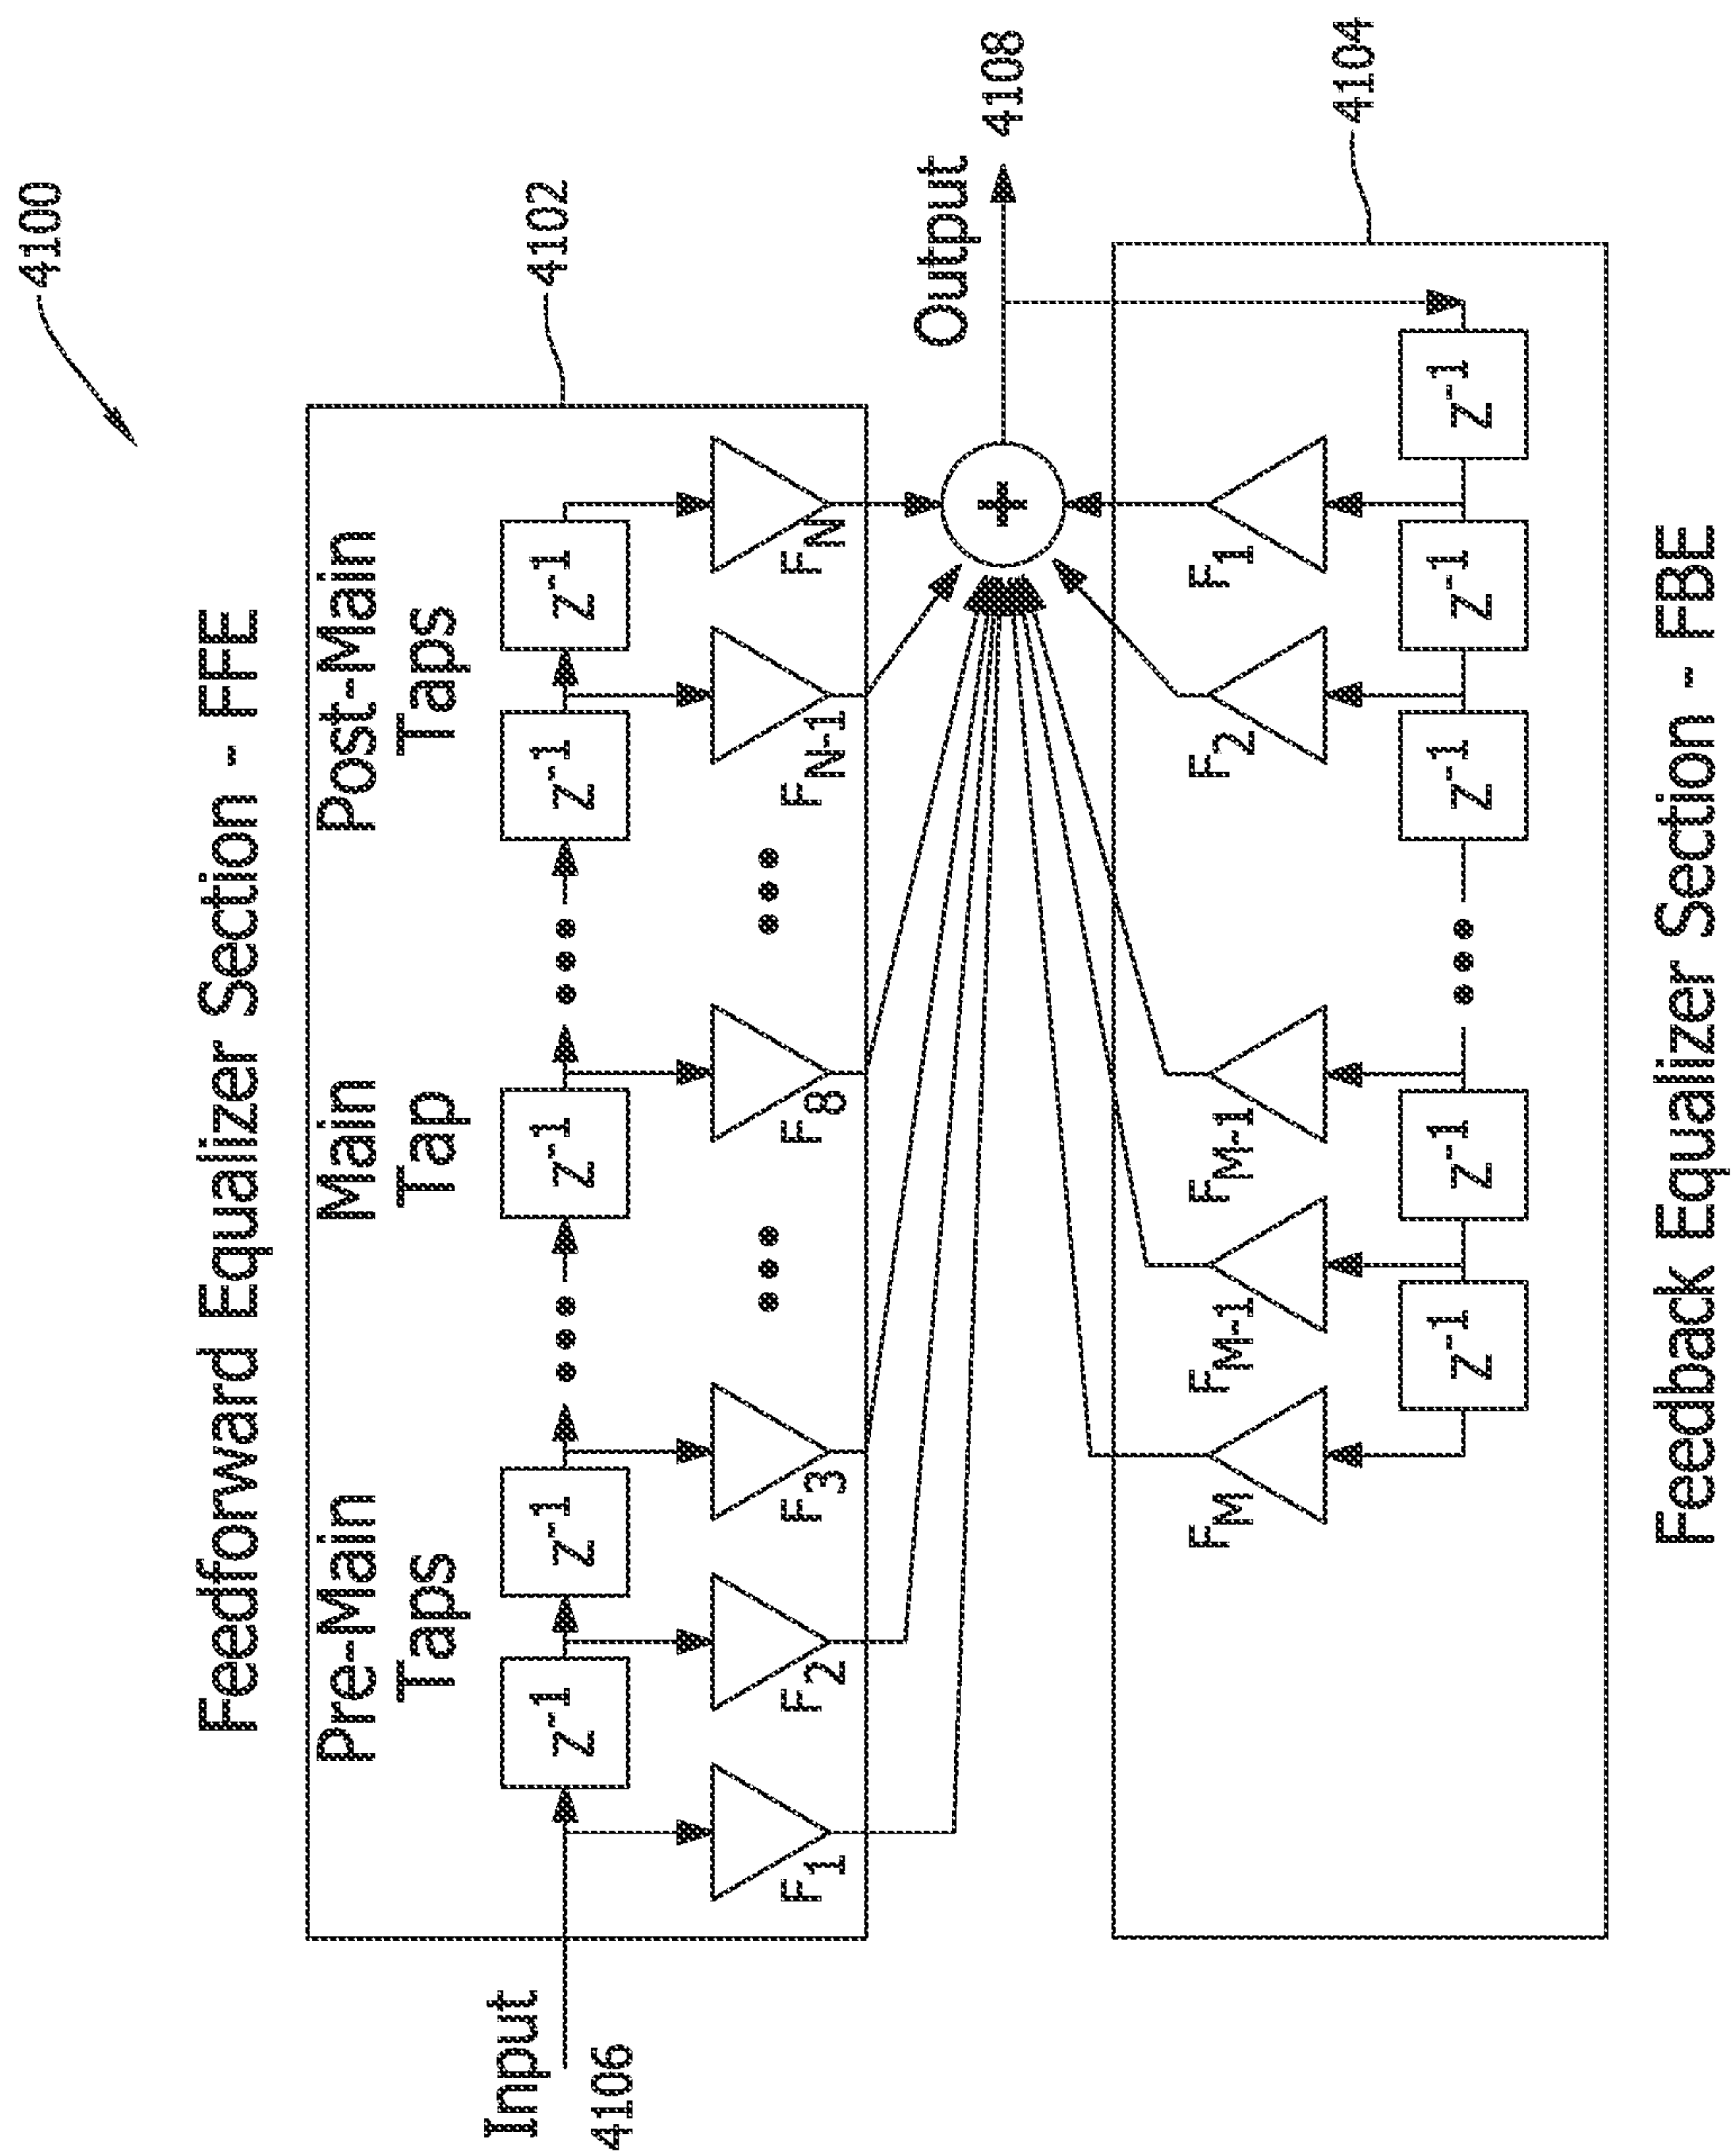 4100
Feedforward Equalizer Section - FFE
4102
Pre-Main
Taps
Main
Tap
Post-Main
Taps
Input
4106
z-1
z-1
z-1
z-1
z-1
F1
F2
F3
F8
FN-1
FN
Output
4108
+
4104
FM
FM-1
FM-1
F2
F1
z-1
z-1
z-1
z-1
z-1
Feedback Equalizer Section - FBE